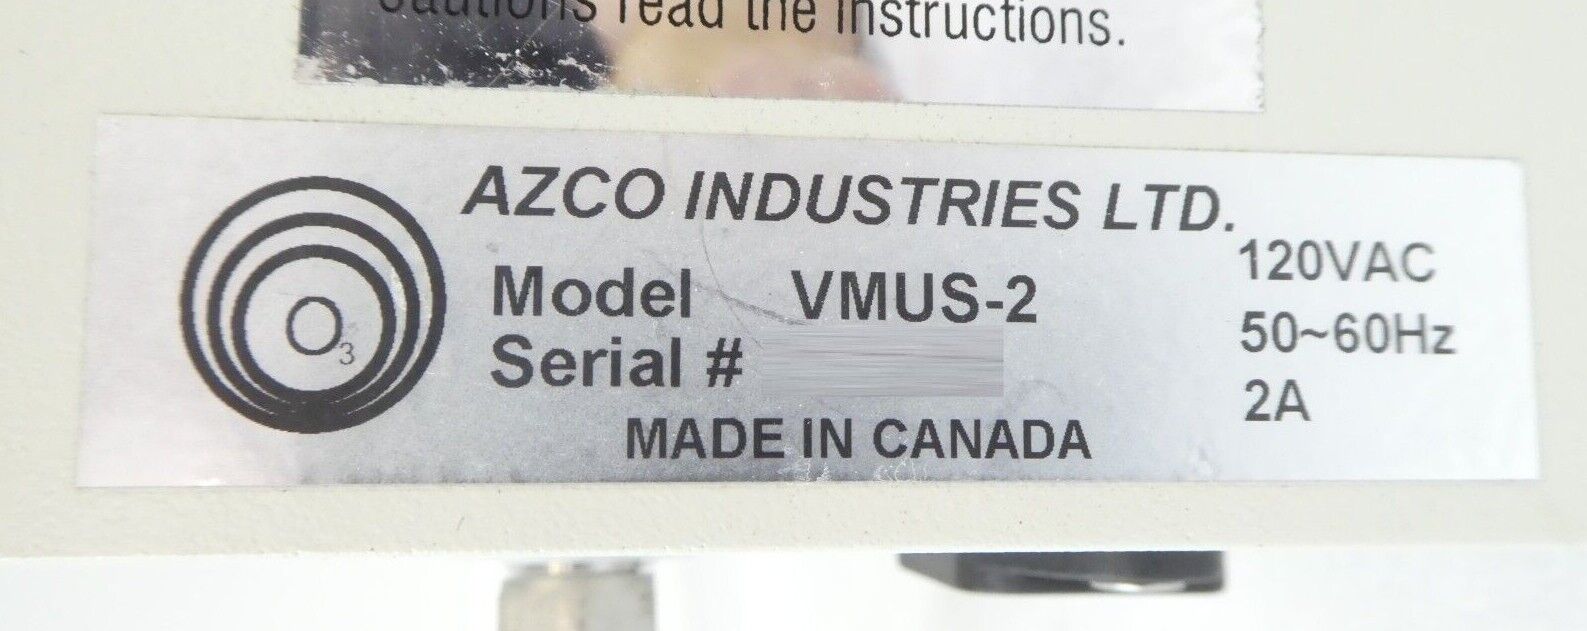 cautions read the instructions.
AZCO INDUSTRIES LTD.
O3
Model VMUS-2
Serial #
MADE IN CANADA
120VAC
50~60Hz
2A